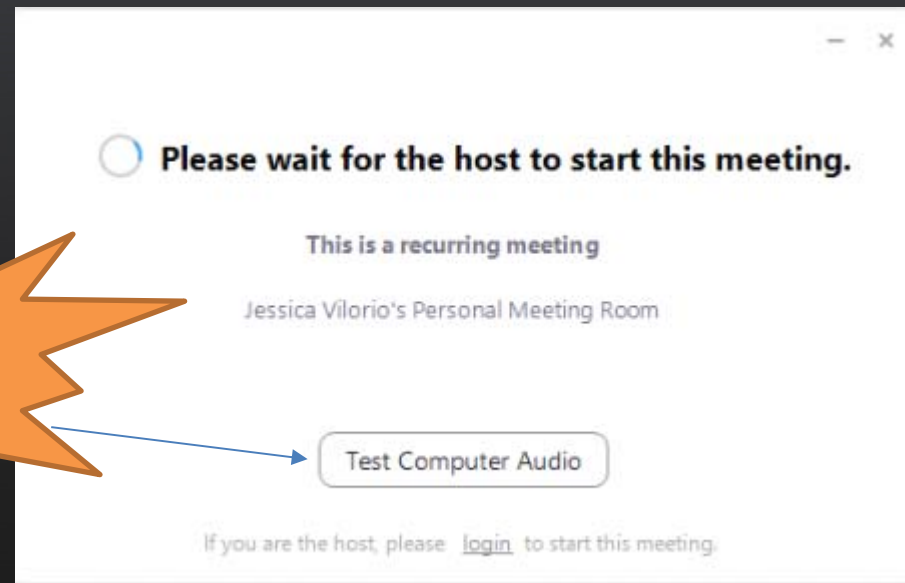 Please wait for the host to start this meeting.
This is a recurring meeting
Jessica Vilorio's Personal Meeting Room
Test Computer Audio
If you are the host, please login to start this meeting.